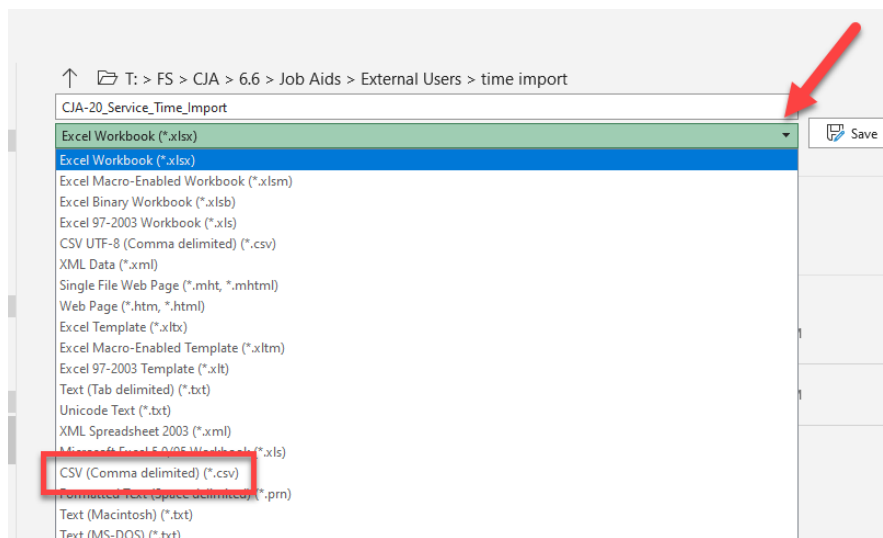 T: > FS > CJA > 6.6 > Job Aids > External Users > time import
CJA-20_Service_Time_Import
Excel Workbook (*.xlsx)
Save
Excel Workbook (*.xlsx)
Excel Macro-Enabled Workbook (*.xlsm)
Excel Binary Workbook (*.xlsb)
Excel 97-2003 Workbook (*.xls)
CSV UTF-8 (Comma delimited) (*.csv)
XML Data (*.xml)
Single File Web Page (*.mht, *.mhtml)
Web Page (*.htm, *.html)
Excel Template (*.xltx)
Excel Macro-Enabled Template (*.xltm)
Excel 97-2003 Template (*.xlt)
Text (Tab delimited) (*.txt)
Unicode Text (*.txt)
XML Spreadsheet 2003 (*.xml)
Microsoft Excel 5.0/95 Workbook (*.xls)
CSV (Comma delimited) (*.csv)
Formatted Text (Space delimited) (*.prn)
Text (Macintosh) (*.txt)
Text (MS-DOS) (*.txt)